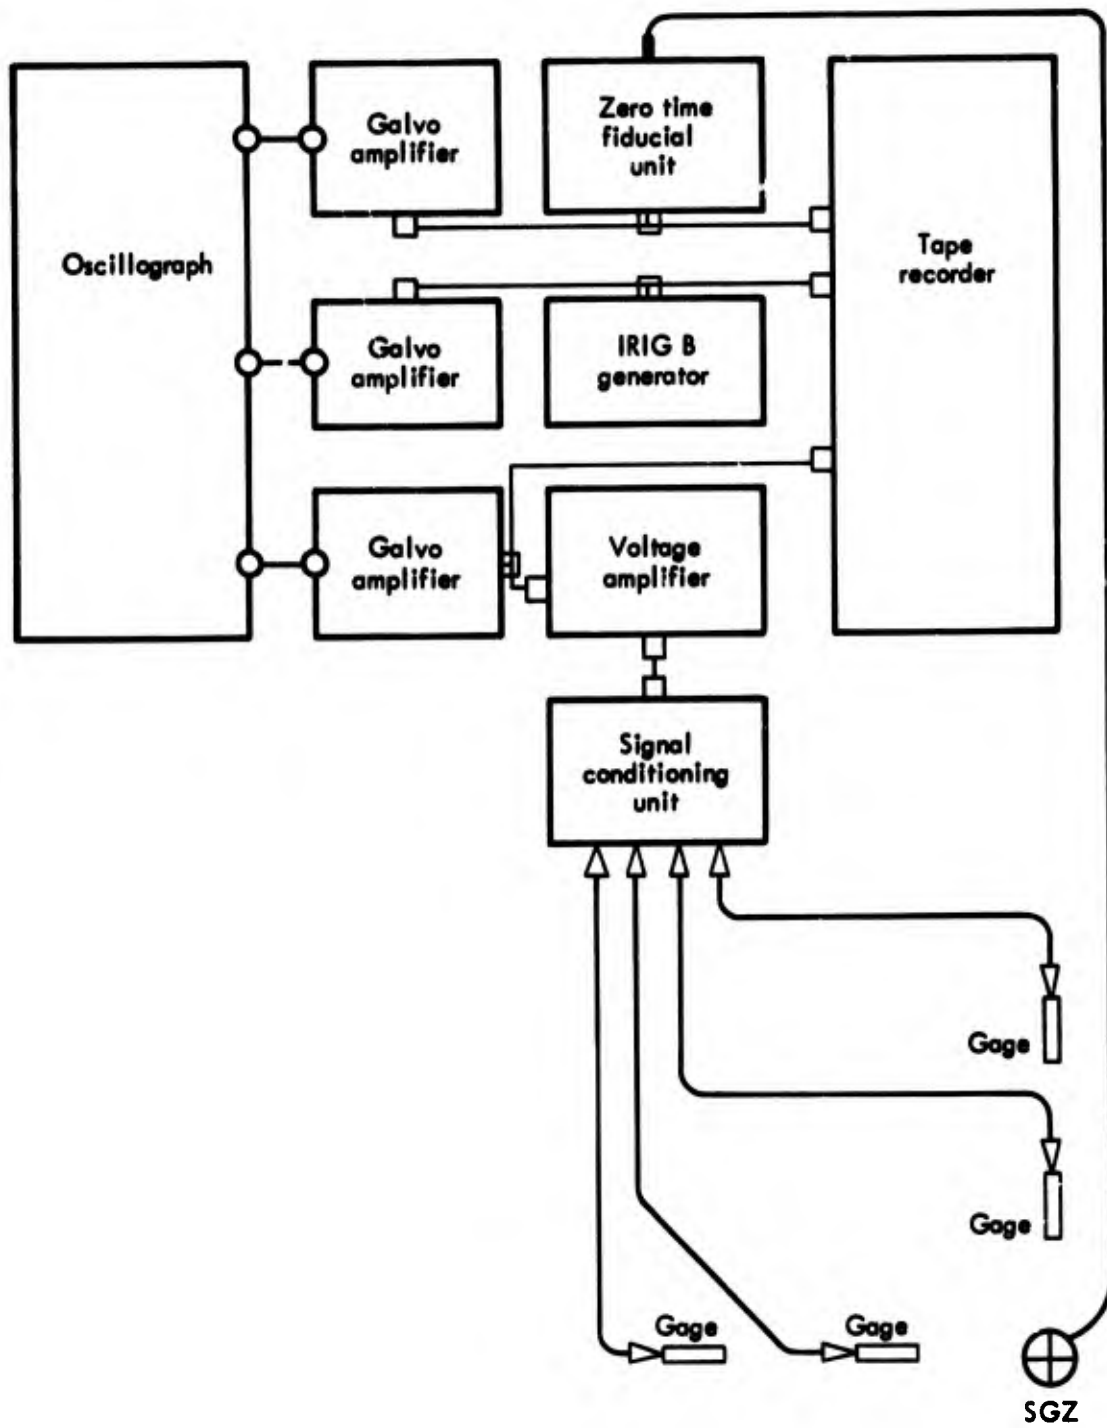 Galvo
amplifier
Zero time
fiducial
unit
Oscillograph
Tape
recorder
Galvo
amplifier
IRIG B
generator
Galvo
amplifier
Voltage
amplifier
Signal
conditioning
unit
Gage
Gage
Gage
Gage
SGZ